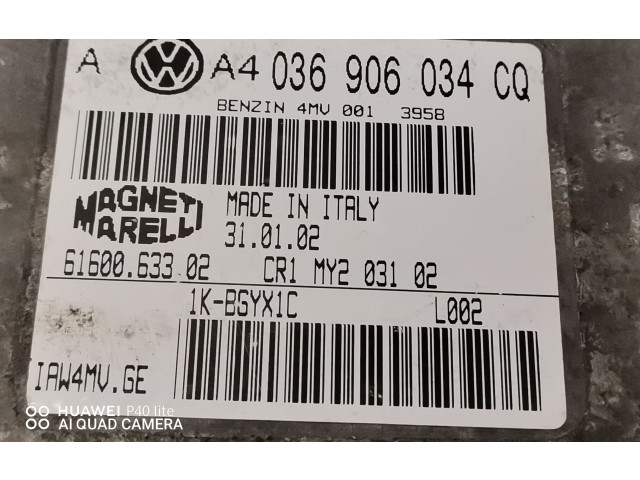 A VW A4 036 906 034 CQ
BENZIN 4MV 001 3958
MAGNETI
MARELLI
MADE IN ITALY
31.01.02
61600.633.02 CR1 MY2 031 02
1K-BGYX1C L002
IAW4MV.GE
HUAWEI P40 lite
AI QUAD CAMERA